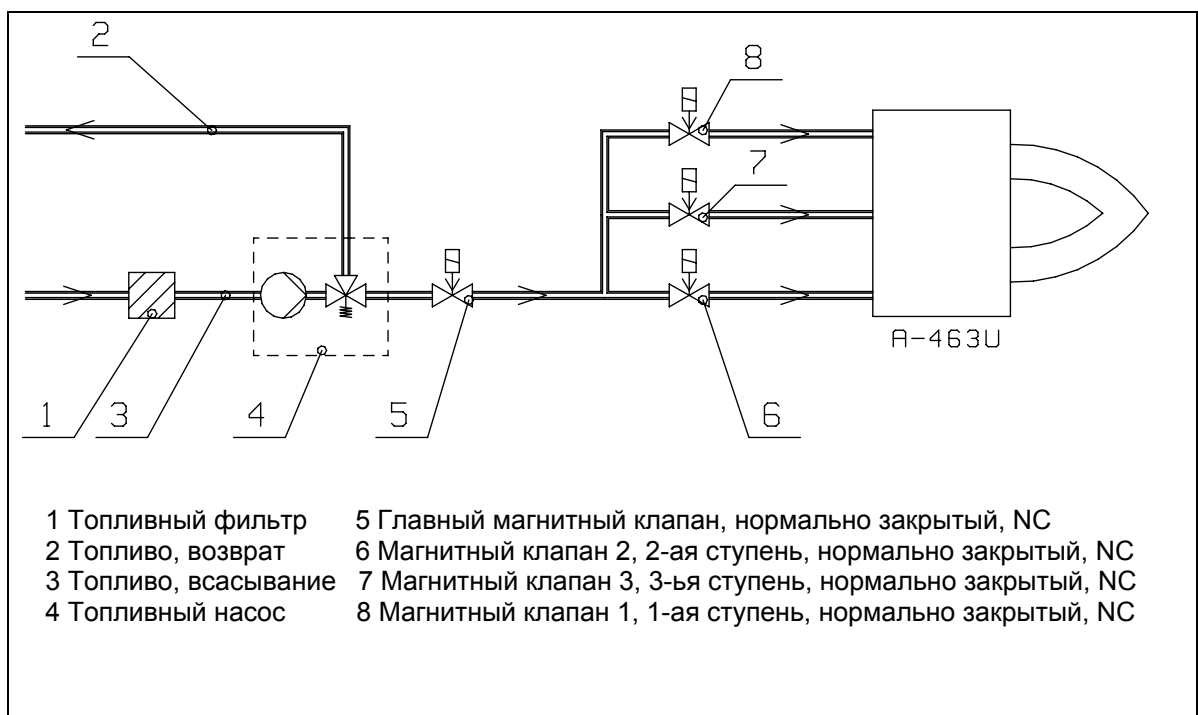 2
8
7
A-463U
1
3
4
5
6
1 Топливный фильтр 5 Главный магнитный клапан, нормально закрытый, NC
2 Топливо, возврат 6 Магнитный клапан 2, 2-ая ступень, нормально закрытый, NC
3 Топливо, всасывание 7 Магнитный клапан 3, 3-ья ступень, нормально закрытый, NC
4 Топливный насос 8 Магнитный клапан 1, 1-ая ступень, нормально закрытый, NC